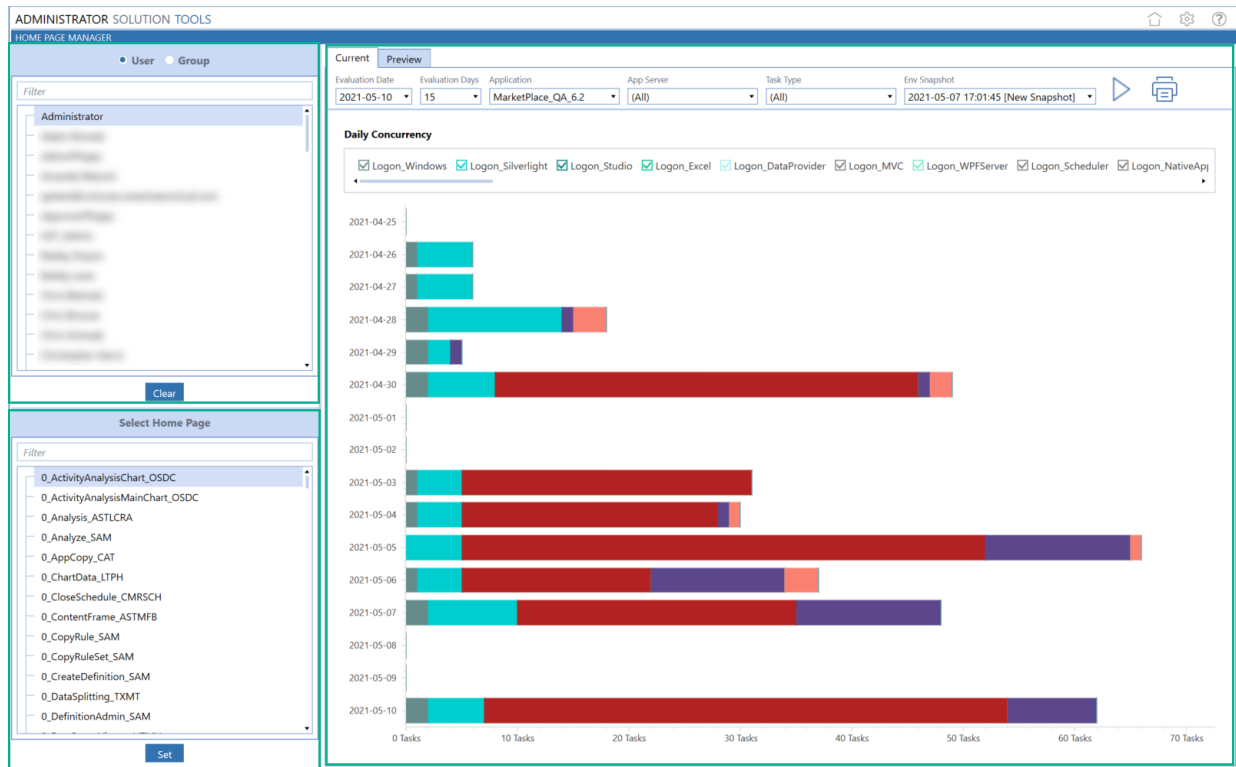 ADMINISTRATOR SOLUTION TOOLS
HOME PAGE MANAGER
User Group
Filter
Administrator
Clear
Select Home Page
Filter
0_ActivityAnalysisChart_OSDC
0_ActivityAnalysisMainChart_OSDC
0_Analysis_ASTLCRA
0_Analyze_SAM
0_AppCopy_CAT
0_ChartData_LTPH
0_CloseSchedule_CMRSCH
0_ContentFrame_ASTMFB
0_CopyRule_SAM
0_CopyRuleSet_SAM
0_CreateDefinition_SAM
0_DataSplitting_TXMT
0_DefinitionAdmin_SAM
Set
Current Preview
Evaluation Date Evaluation Days Application App Server Task Type Env Snapshot
2021-05-10 15 MarketPlace_QA_6.2 (All) (All) 2021-05-07 17:01:45 [New Snapshot]
Daily Concurrency
Logon_Windows Logon_Silverlight Logon_Studio Logon_Excel Logon_DataProvider Logon_MVC Logon_WPFServer Logon_Scheduler Logon_NativeAp
2021-04-25
2021-04-26
2021-04-27
2021-04-28
2021-04-29
2021-04-30
2021-05-01
2021-05-02
2021-05-03
2021-05-04
2021-05-05
2021-05-06
2021-05-07
2021-05-08
2021-05-09
2021-05-10
0 Tasks 10 Tasks 20 Tasks 30 Tasks 40 Tasks 50 Tasks 60 Tasks 70 Tasks